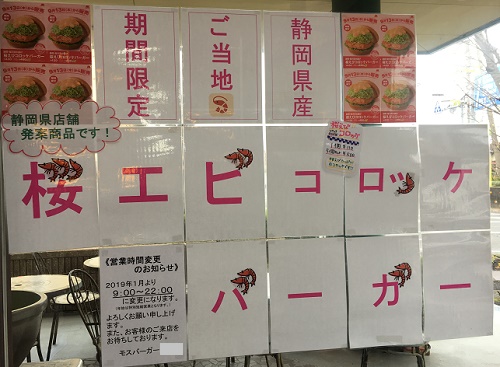 期間限定
ご当地
静岡県産
静岡県店舗
発案商品です!
桜エビコロッケ
バーガー
《営業時間変更
のお知らせ》
2019年1月より
9:00〜22:00
に変更になります。
よろしくお願い申し上げ
ます。
また、お客様のご来店を
お待ちしております。
モスバーガー